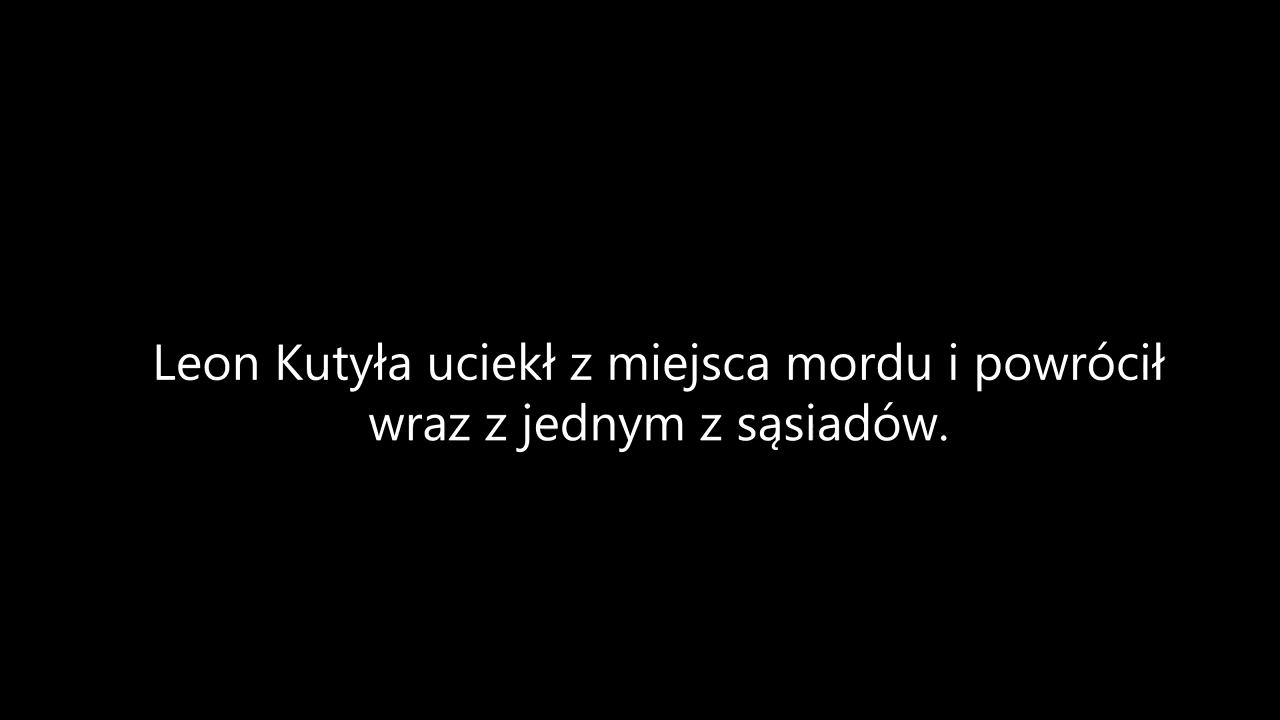 Leon Kutyła uciekł z miejsca mordu i powrócił
wraz z jednym z sąsiadów.